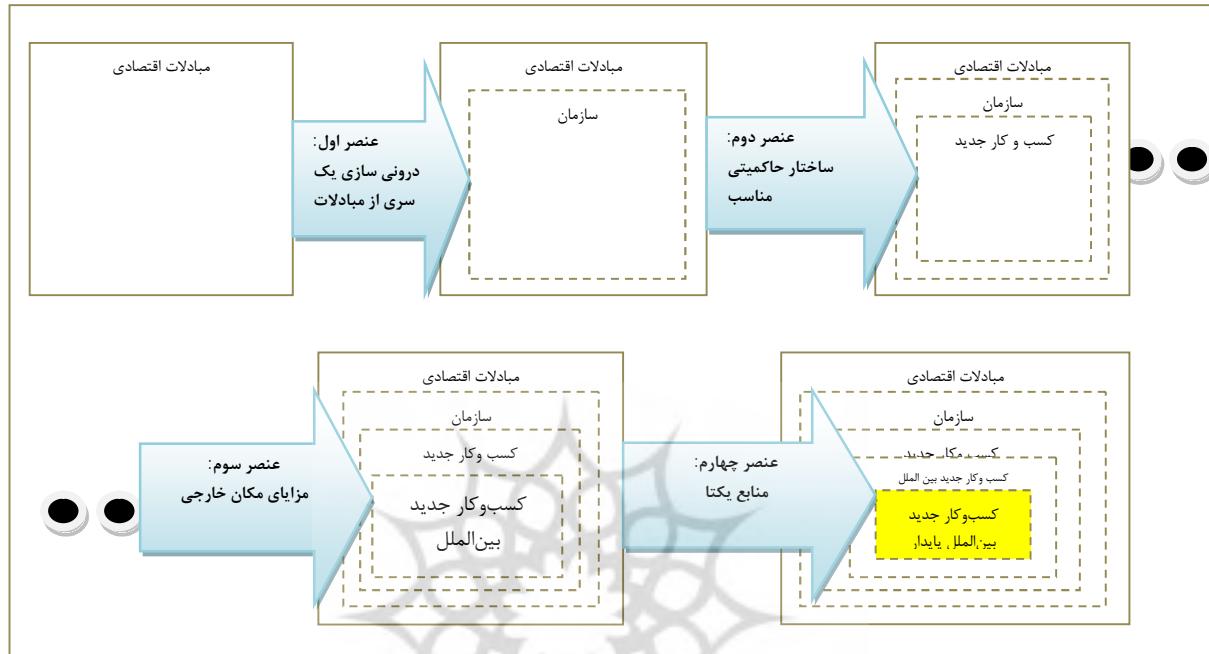 مبادلات اقتصادی
عنصر اول:
درونی سازی یک
سری از مبادلات
مبادلات اقتصادی
سازمان
عنصر دوم:
ساختار حاکمیتی
مناسب
مبادلات اقتصادی
سازمان
کسب و کار جدید
عنصر سوم:
مزایای مکان خارجی
مبادلات اقتصادی
سازمان
کسب وکار جدید
کسب‌وکار جدید
بین‌الملل
عنصر چهارم:
منابع یکتا
مبادلات اقتصادی
سازمان
کسب وکار جدید
کسب وکار جدید بین الملل
کسب‌وکار جدید
بین‌الملل پایدار